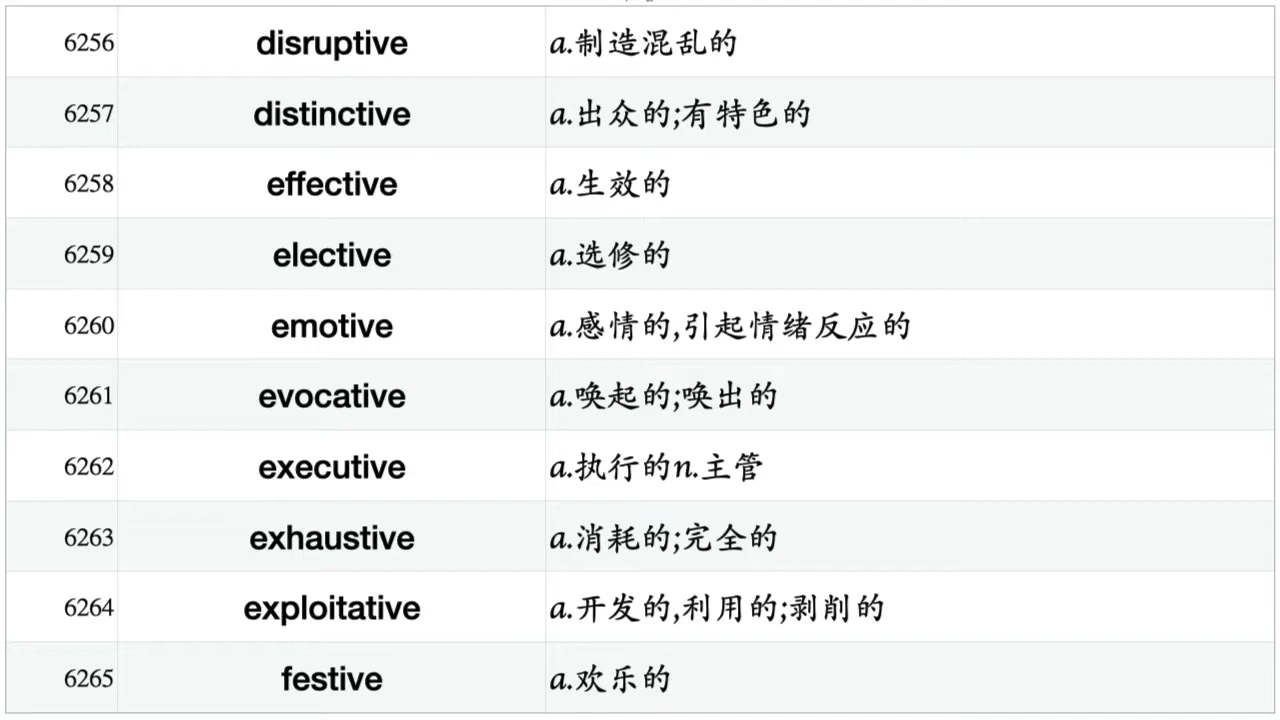 6256 disruptive a.制造混乱的
6257 distinctive a.出众的;有特色的
6258 effective a.生效的
6259 elective a.选修的
6260 emotive a.感情的,引起情绪反应的
6261 evocative a.唤起的;唤出的
6262 executive a.执行的n.主管
6263 exhaustive a.消耗的;完全的
6264 exploitative a.开发的,利用的;剥削的
6265 festive a.欢乐的